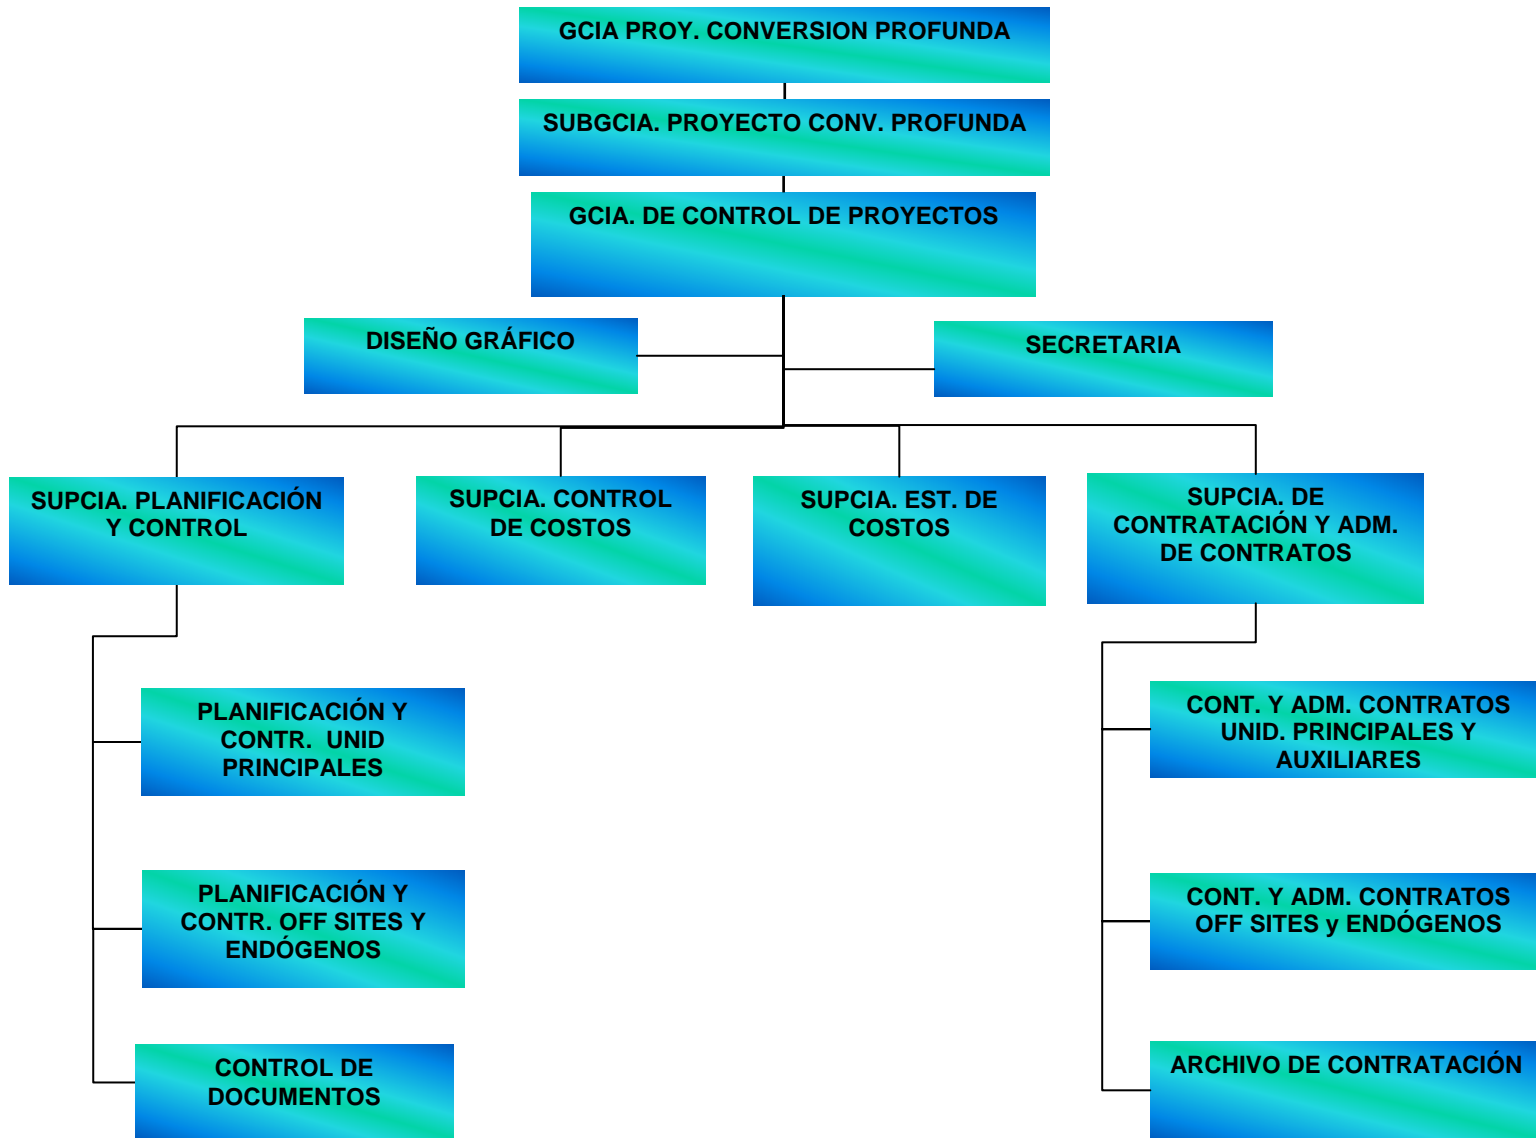 GCIA PROY. CONVERSION PROFUNDA
SUBGCIA. PROYECTO CONV. PROFUNDA
GCIA. DE CONTROL DE PROYECTOS
DISEÑO GRÁFICO
SECRETARIA
SUPCIA. PLANIFICACIÓN
Y CONTROL
SUPCIA. CONTROL
DE COSTOS
SUPCIA. EST. DE
COSTOS
SUPCIA. DE
CONTRATACIÓN Y ADM.
DE CONTRATOS
PLANIFICACIÓN Y
CONTR. UNID
PRINCIPALES
PLANIFICACIÓN Y
CONTR. OFF SITES Y
ENDÓGENOS
CONTROL DE
DOCUMENTOS
CONT. Y ADM. CONTRATOS
UNID. PRINCIPALES Y
AUXILIARES
CONT. Y ADM. CONTRATOS
OFF SITES y ENDÓGENOS
ARCHIVO DE CONTRATACIÓN